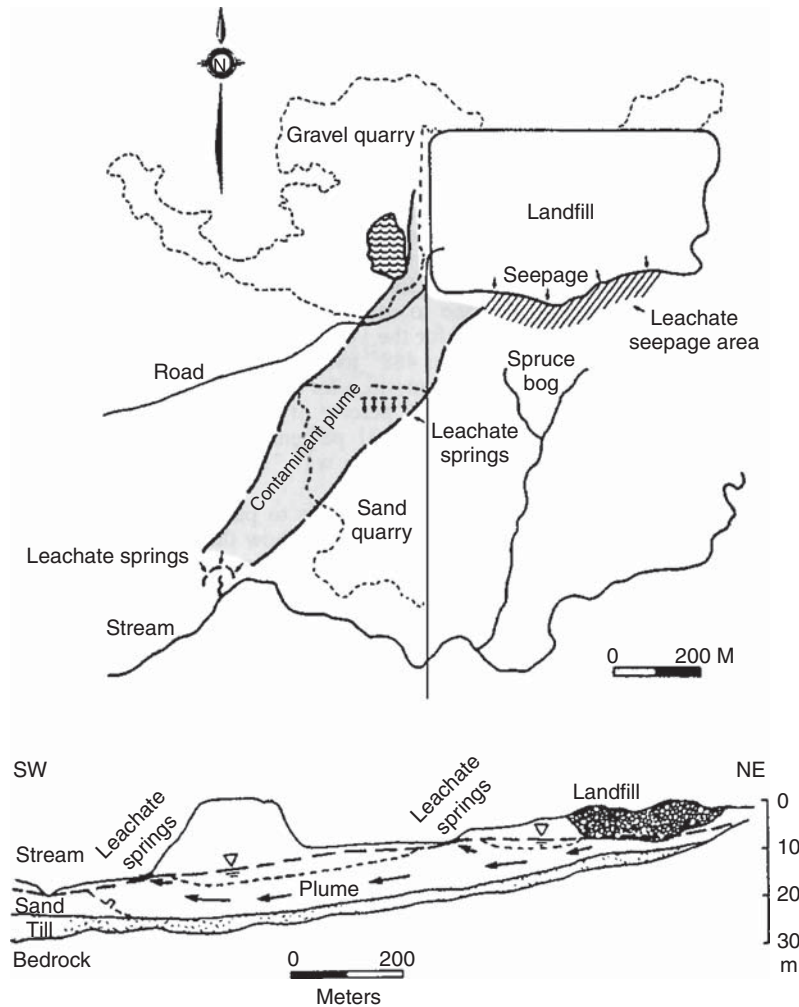 N
Gravel quarry
Landfill
Seepage
Leachate
seepage area
Road
Spruce
bog
Contaminant plume
Leachate
springs
Sand
quarry
Leachate springs
Stream
0 200 M
SW
NE
Leachate
springs
Leachate
springs
Landfill
0
Stream
10
Plume
Sand
20
Till
Bedrock
30
m
0 200
Meters